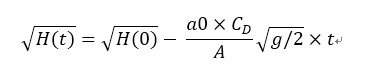 √H(t) = √H(0) − (a0 × C_D)/A √g/2 × t↵